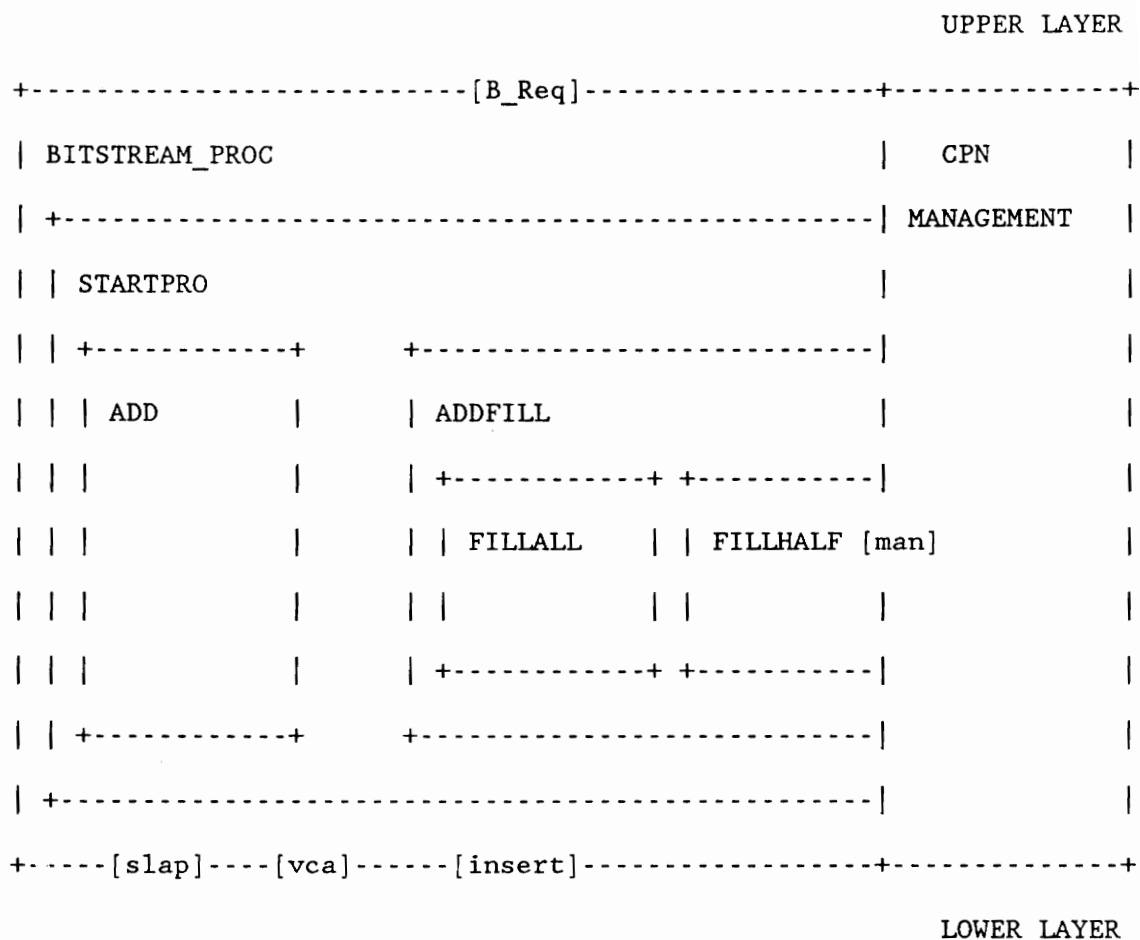 UPPER LAYER
+---------------------------[B_Req]------------------+--------------+
| BITSTREAM_PROC | CPN |
| +--------------------------------------------------| MANAGEMENT |
| | STARTPRO | |
| | +------------+ +----------------------------| |
| | | ADD | | ADDFILL | |
| | | | | +------------+ +-----------| |
| | | | | | FILLALL | | FILLHALF [man] |
| | | | | | | | | |
| | | | | +------------+ +-----------| |
| | +------------+ +----------------------------| |
| +--------------------------------------------------| |
+-----[slap]----[vca]------[insert]------------------+--------------+
LOWER LAYER